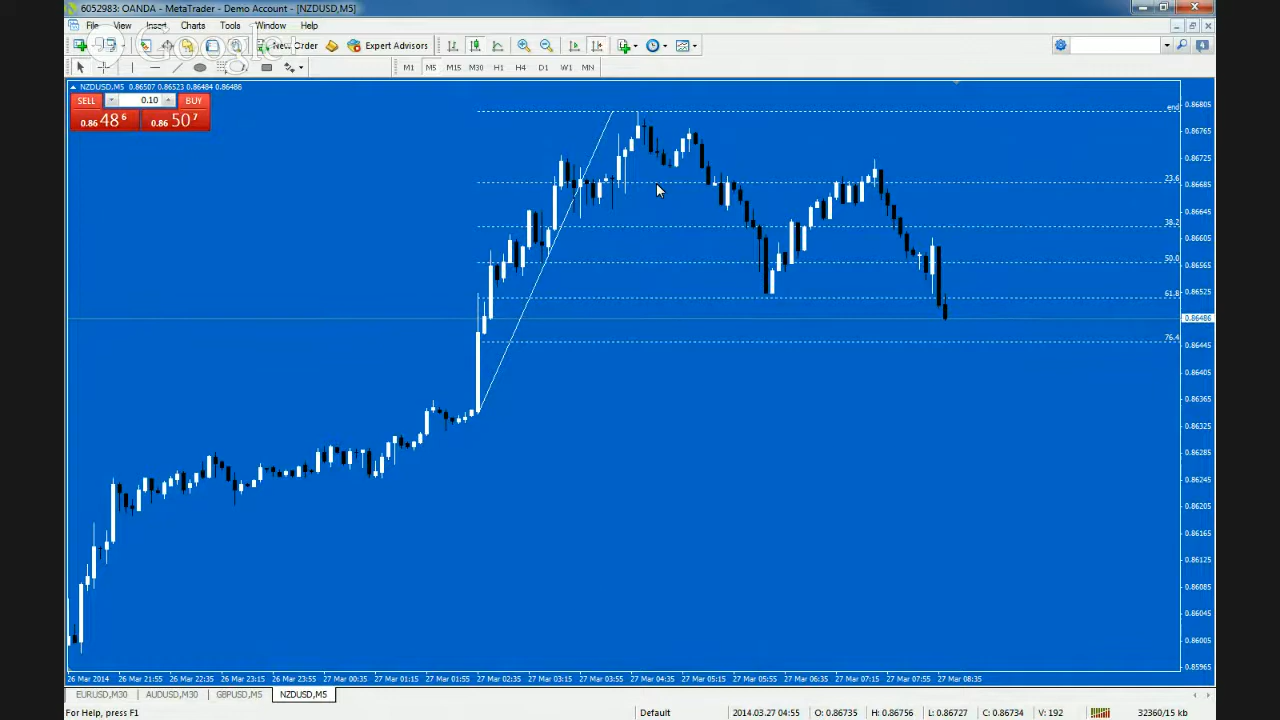 6052983: OANDA - MetaTrader - Demo Account - [NZDUSD,M5]
File View Insert Charts Tools Window Help
New Order Expert Advisors
Google+
M1 M5 M15 M30 H1 H4 D1 W1 MN
NZDUSD,M5 0.86507 0.86523 0.86484 0.86486
SELL 0.10 BUY
0.86 48 6 0.86 50 7
end
23.6
38.2
50.0
61.8
76.4
0.86805
0.86765
0.86725
0.86685
0.86645
0.86605
0.86565
0.86525
0.86486
0.86445
0.86405
0.86365
0.86325
0.86285
0.86245
0.86205
0.86165
0.86125
0.86085
0.86045
0.86005
0.85965
26 Mar 2014 26 Mar 21:55 26 Mar 22:35 26 Mar 23:15 26 Mar 23:55 27 Mar 00:35 27 Mar 01:15 27 Mar 01:55 27 Mar 02:35 27 Mar 03:15 27 Mar 03:55 27 Mar 04:35 27 Mar 05:15 27 Mar 05:55 27 Mar 06:35 27 Mar 07:15 27 Mar 07:55 27 Mar 08:35
EURUSD,M30 AUDUSD,M30 GBPUSD,M5 NZDUSD,M5
For Help, press F1 Default 2014.03.27 04:55 O: 0.86735 H: 0.86756 L: 0.86727 C: 0.86734 V: 192 32360/15 kb